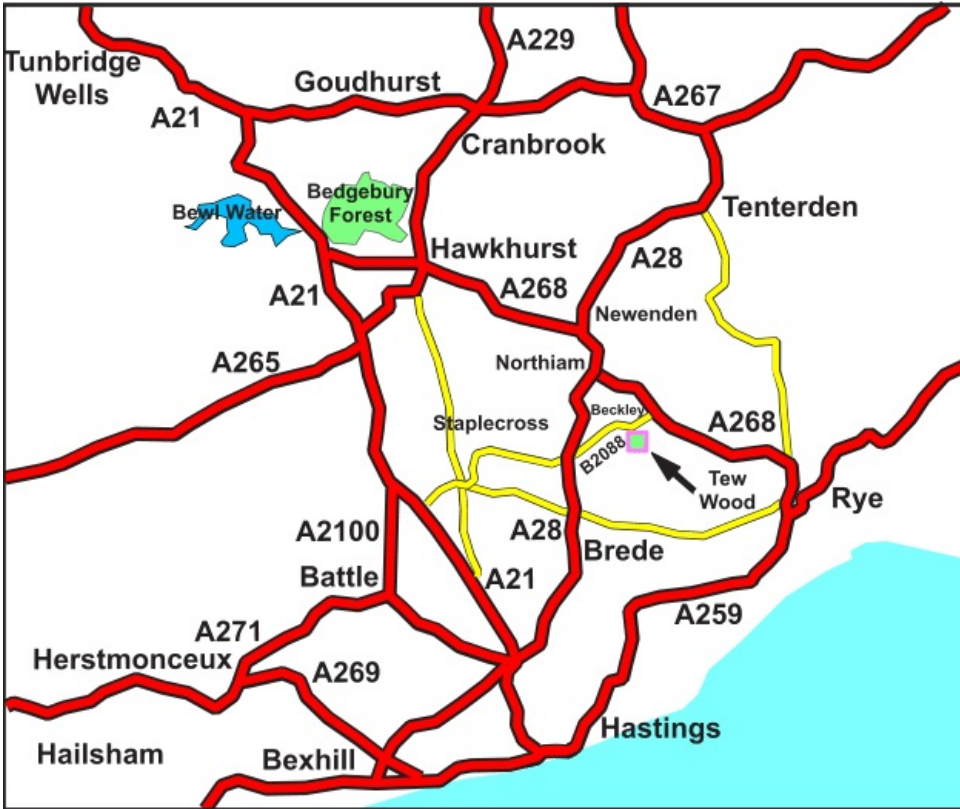 A229
Tunbridge
Wells
Goudhurst
A267
A21
Cranbrook
Bedgebury
Forest
Bewl Water
Tenterden
Hawkhurst
A28
A21
A268
Newenden
A265
Northiam
Beckley
Staplecross
A268
B2088
Tew
Wood
Rye
A2100
A28
Brede
Battle
A21
A259
A271
Herstmonceux
A269
Hastings
Hailsham
Bexhill